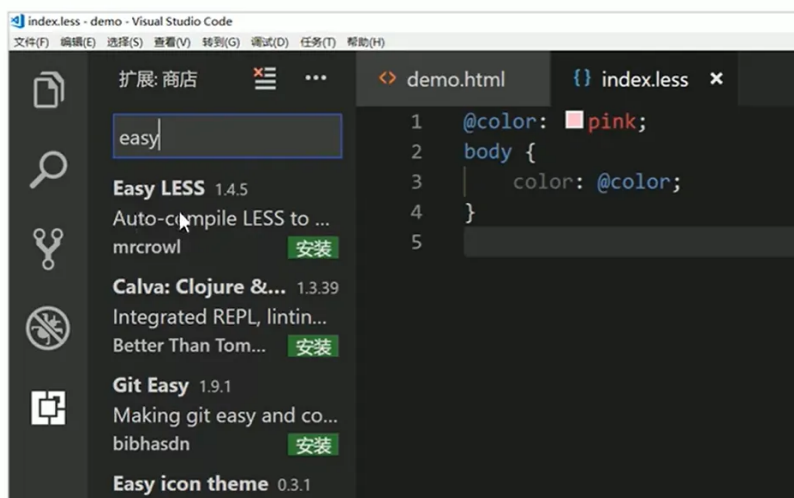 index.less - demo - Visual Studio Code
文件(F) 编辑(E) 选择(S) 查看(V) 转到(G) 调试(D) 任务(T) 帮助(H)
扩展: 商店
easy
Easy LESS 1.4.5
Auto-compile LESS to ...
mrcrowl 安装
Calva: Clojure &... 1.3.39
Integrated REPL, lintin...
Better Than Tom... 安装
Git Easy 1.9.1
Making git easy and co...
bibhasdn 安装
Easy icon theme 0.3.1
demo.html index.less
1 @color: pink;
2 body {
3 color: @color;
4 }
5